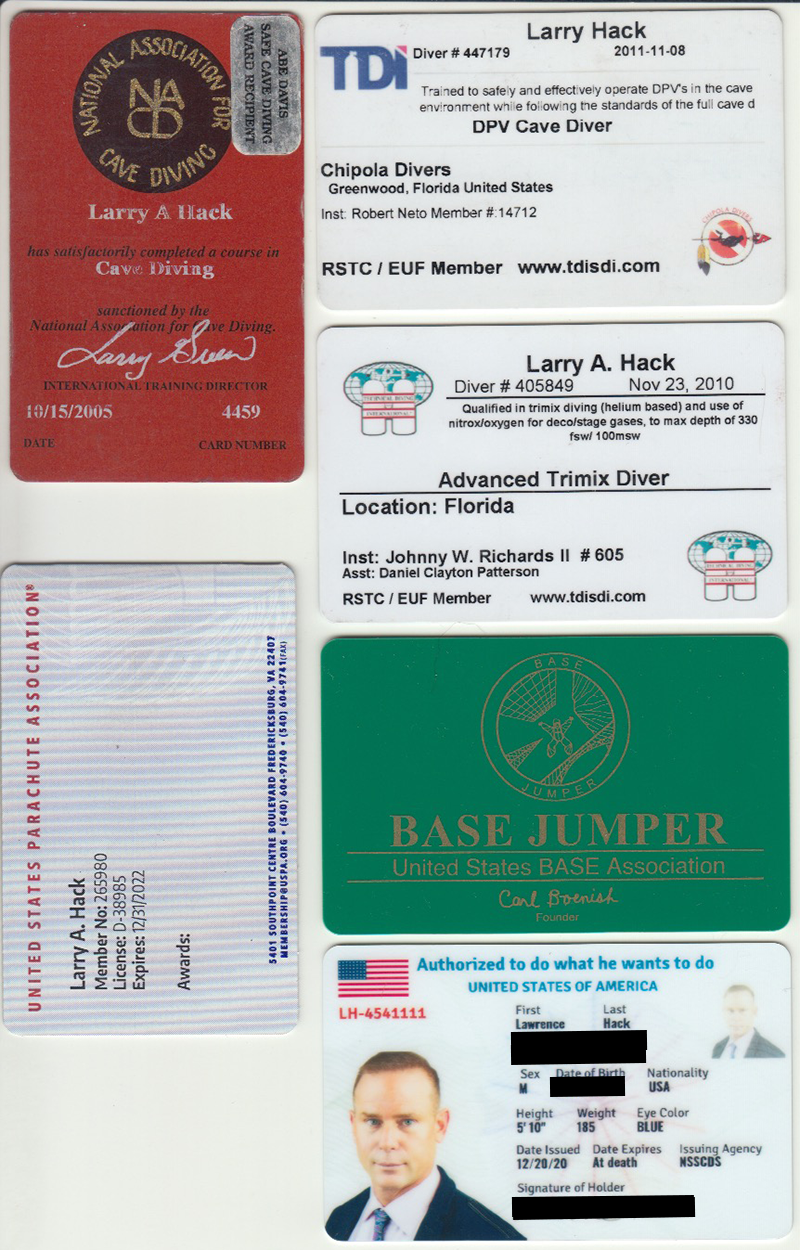 NATIONAL ASSOCIATION FOR
CAVE DIVING
NA
CD
ABE DAVIS
SAFE CAVE DIVING
AWARD RECIPIENT
Larry A Hack
has satisfactorily completed a course in
Cave Diving
sanctioned by the
National Association for Cave Diving.
INTERNATIONAL TRAINING DIRECTOR
10/15/2005 4459
DATE CARD NUMBER
TDI
Larry Hack
Diver # 447179 2011-11-08
Trained to safely and effectively operate DPV's in the cave
environment while following the standards of the full cave d
DPV Cave Diver
Chipola Divers
Greenwood, Florida United States
Inst: Robert Neto Member #:14712
CHIPOLA DIVERS
RSTC / EUF Member www.tdisdi.com
Larry A. Hack
Diver # 405849 Nov 23, 2010
TECHNICAL DIVING
INTERNATIONAL
Qualified in trimix diving (helium based) and use of
nitrox/oxygen for deco/stage gases, to max depth of 330
fsw/ 100msw
Advanced Trimix Diver
Location: Florida
Inst: Johnny W. Richards II # 605
Asst: Daniel Clayton Patterson
RSTC / EUF Member www.tdisdi.com
TECHNICAL DIVING
INTERNATIONAL
UNITED STATES PARACHUTE ASSOCIATION®
Larry A. Hack
Member No: 265980
License: D-38985
Expires: 12/31/2022
Awards:
5401 SOUTHPOINT CENTRE BOULEVARD FREDERICKSBURG, VA 22407
MEMBERSHIP@USPA.ORG • (540) 604-9740 • (540) 604-9741(FAX)
BASE
JUMPER
BASE JUMPER
United States BASE Association
Carl Boenish
Founder
Authorized to do what he wants to do
UNITED STATES OF AMERICA
LH-4541111
First Last
Lawrence Hack
Sex Date of Birth Nationality
M USA
Height Weight Eye Color
5'10" 185 BLUE
Date Issued Date Expires Issuing Agency
12/20/20 At death NSSCDS
Signature of Holder